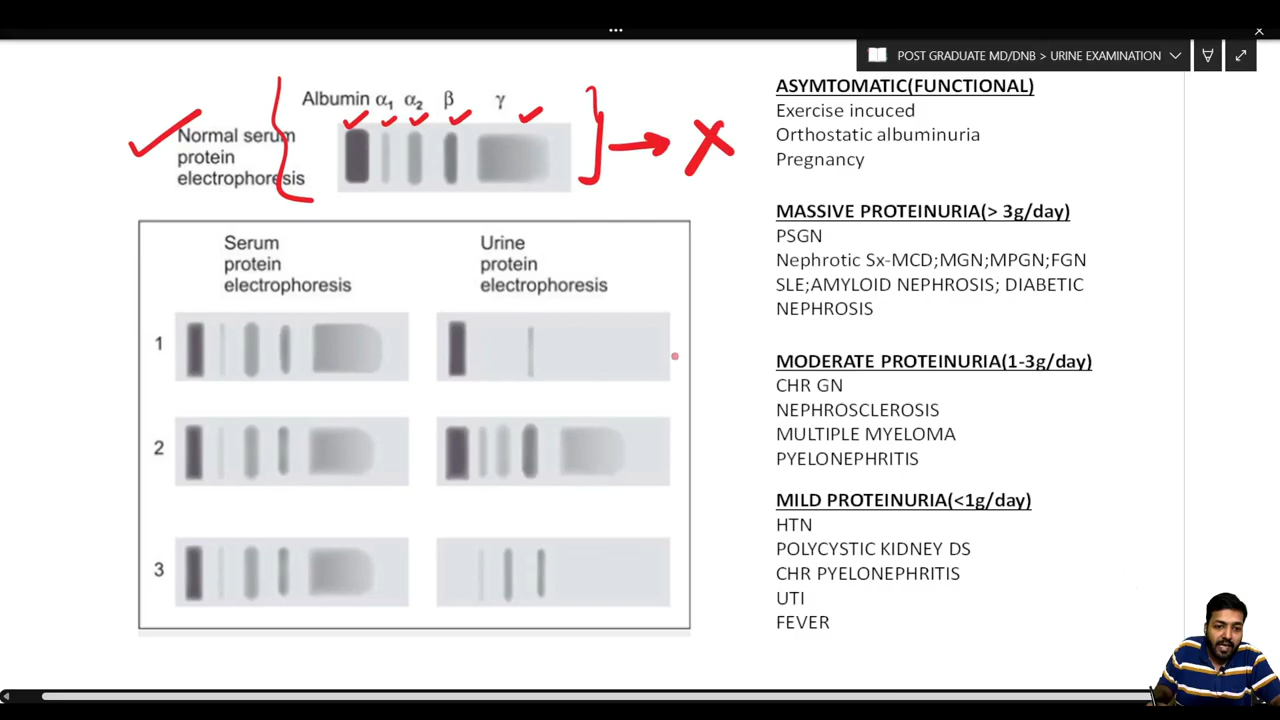 POST GRADUATE MD/DNB > URINE EXAMINATION
Albumin α₁ α₂ β γ
Normal serum
protein
electrophoresis
Serum
protein
electrophoresis
Urine
protein
electrophoresis
1
2
3
ASYMTOMATIC(FUNCTIONAL)
Exercise incuced
Orthostatic albuminuria
Pregnancy
MASSIVE PROTEINURIA(> 3g/day)
PSGN
Nephrotic Sx-MCD;MGN;MPGN;FGN
SLE;AMYLOID NEPHROSIS; DIABETIC
NEPHROSIS
MODERATE PROTEINURIA(1-3g/day)
CHR GN
NEPHROSCLEROSIS
MULTIPLE MYELOMA
PYELONEPHRITIS
MILD PROTEINURIA(<1g/day)
HTN
POLYCYSTIC KIDNEY DS
CHR PYELONEPHRITIS
UTI
FEVER